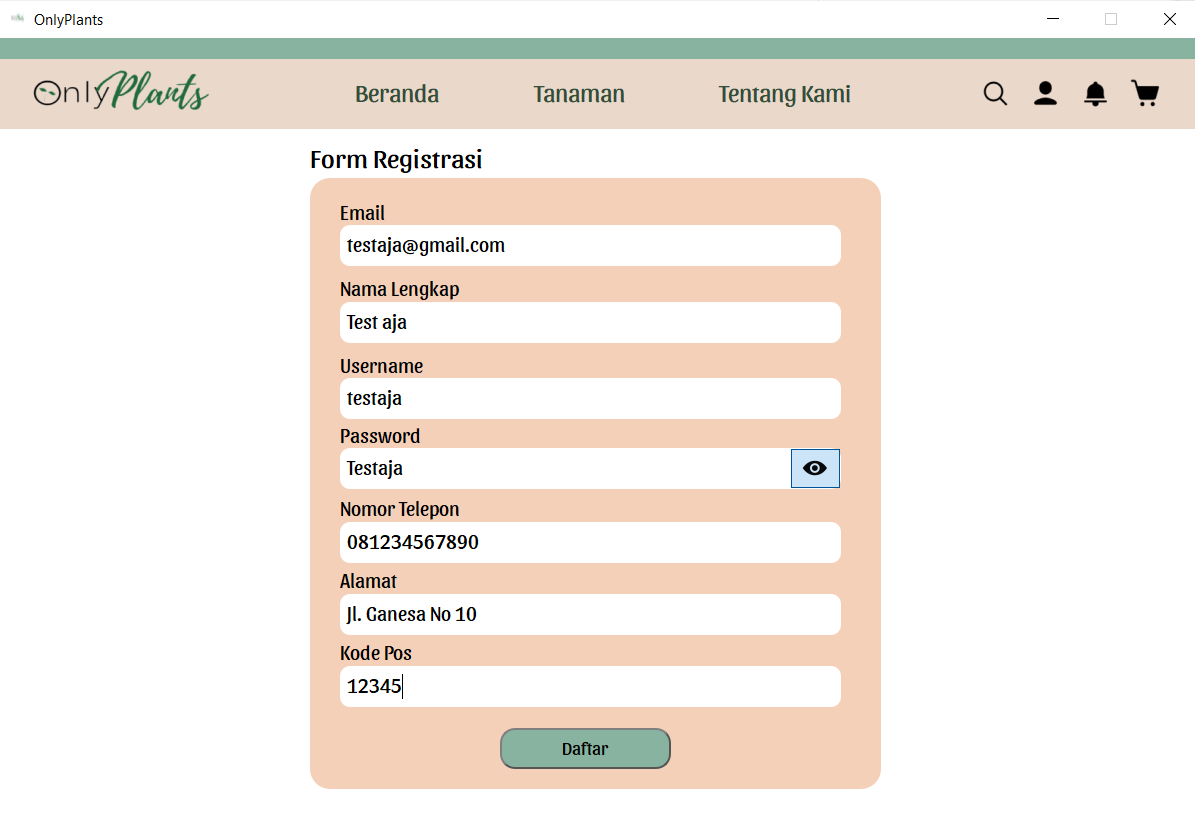 OnlyPlants
OnlyPlants
Beranda
Tanaman
Tentang Kami
Form Registrasi
Email
testaja@gmail.com
Nama Lengkap
Test aja
Username
testaja
Password
Testaja
Nomor Telepon
081234567890
Alamat
Jl. Ganesa No 10
Kode Pos
12345
Daftar